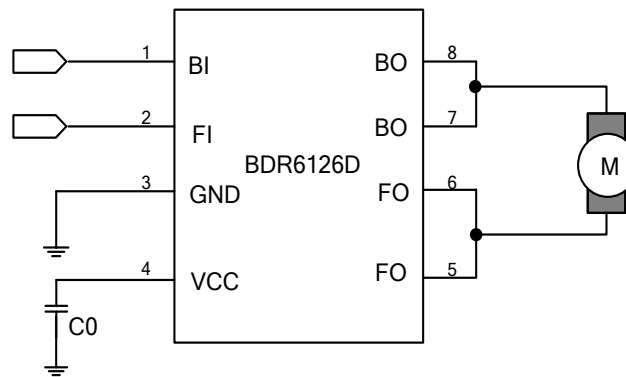 1 BI BO 8
2 FI BO 7
BDR6126D
M
3 GND FO 6
4 VCC FO 5
C0